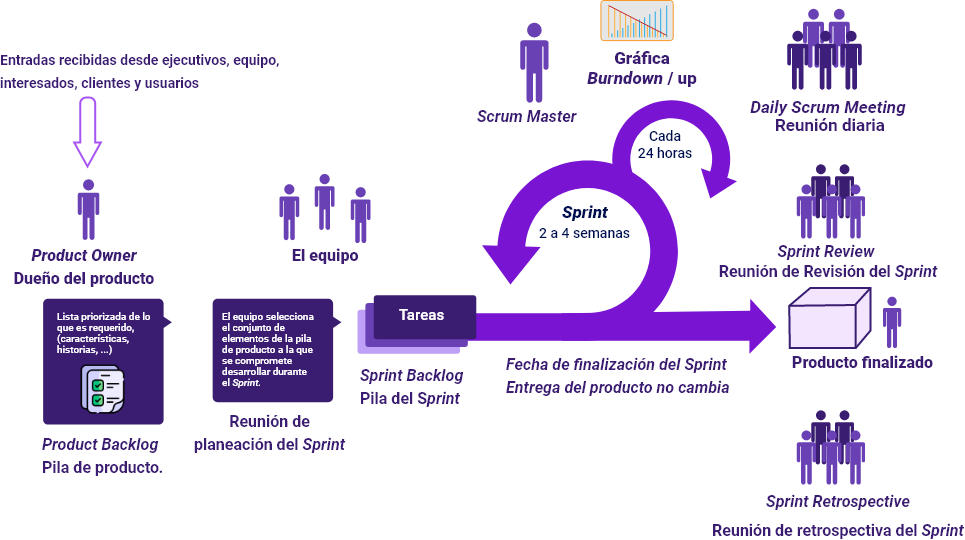 Entradas recibidas desde ejecutivos, equipo,
interesados, clientes y usuarios
Product Owner
Dueño del producto
Lista priorizada de lo
que es requerido,
(características,
historias, ...)
Product Backlog
Pila de producto.
El equipo
El equipo selecciona
el conjunto de
elementos de la pila
de producto a la que
se compromete
desarrollar durante
el Sprint.
Reunión de
planeación del Sprint
Tareas
Sprint Backlog
Pila del Sprint
Scrum Master
Gráfica
Burndown / up
Cada
24 horas
Sprint
2 a 4 semanas
Fecha de finalización del Sprint
Entrega del producto no cambia
Daily Scrum Meeting
Reunión diaria
Sprint Review
Reunión de Revisión del Sprint
Producto finalizado
Sprint Retrospective
Reunión de retrospectiva del Sprint